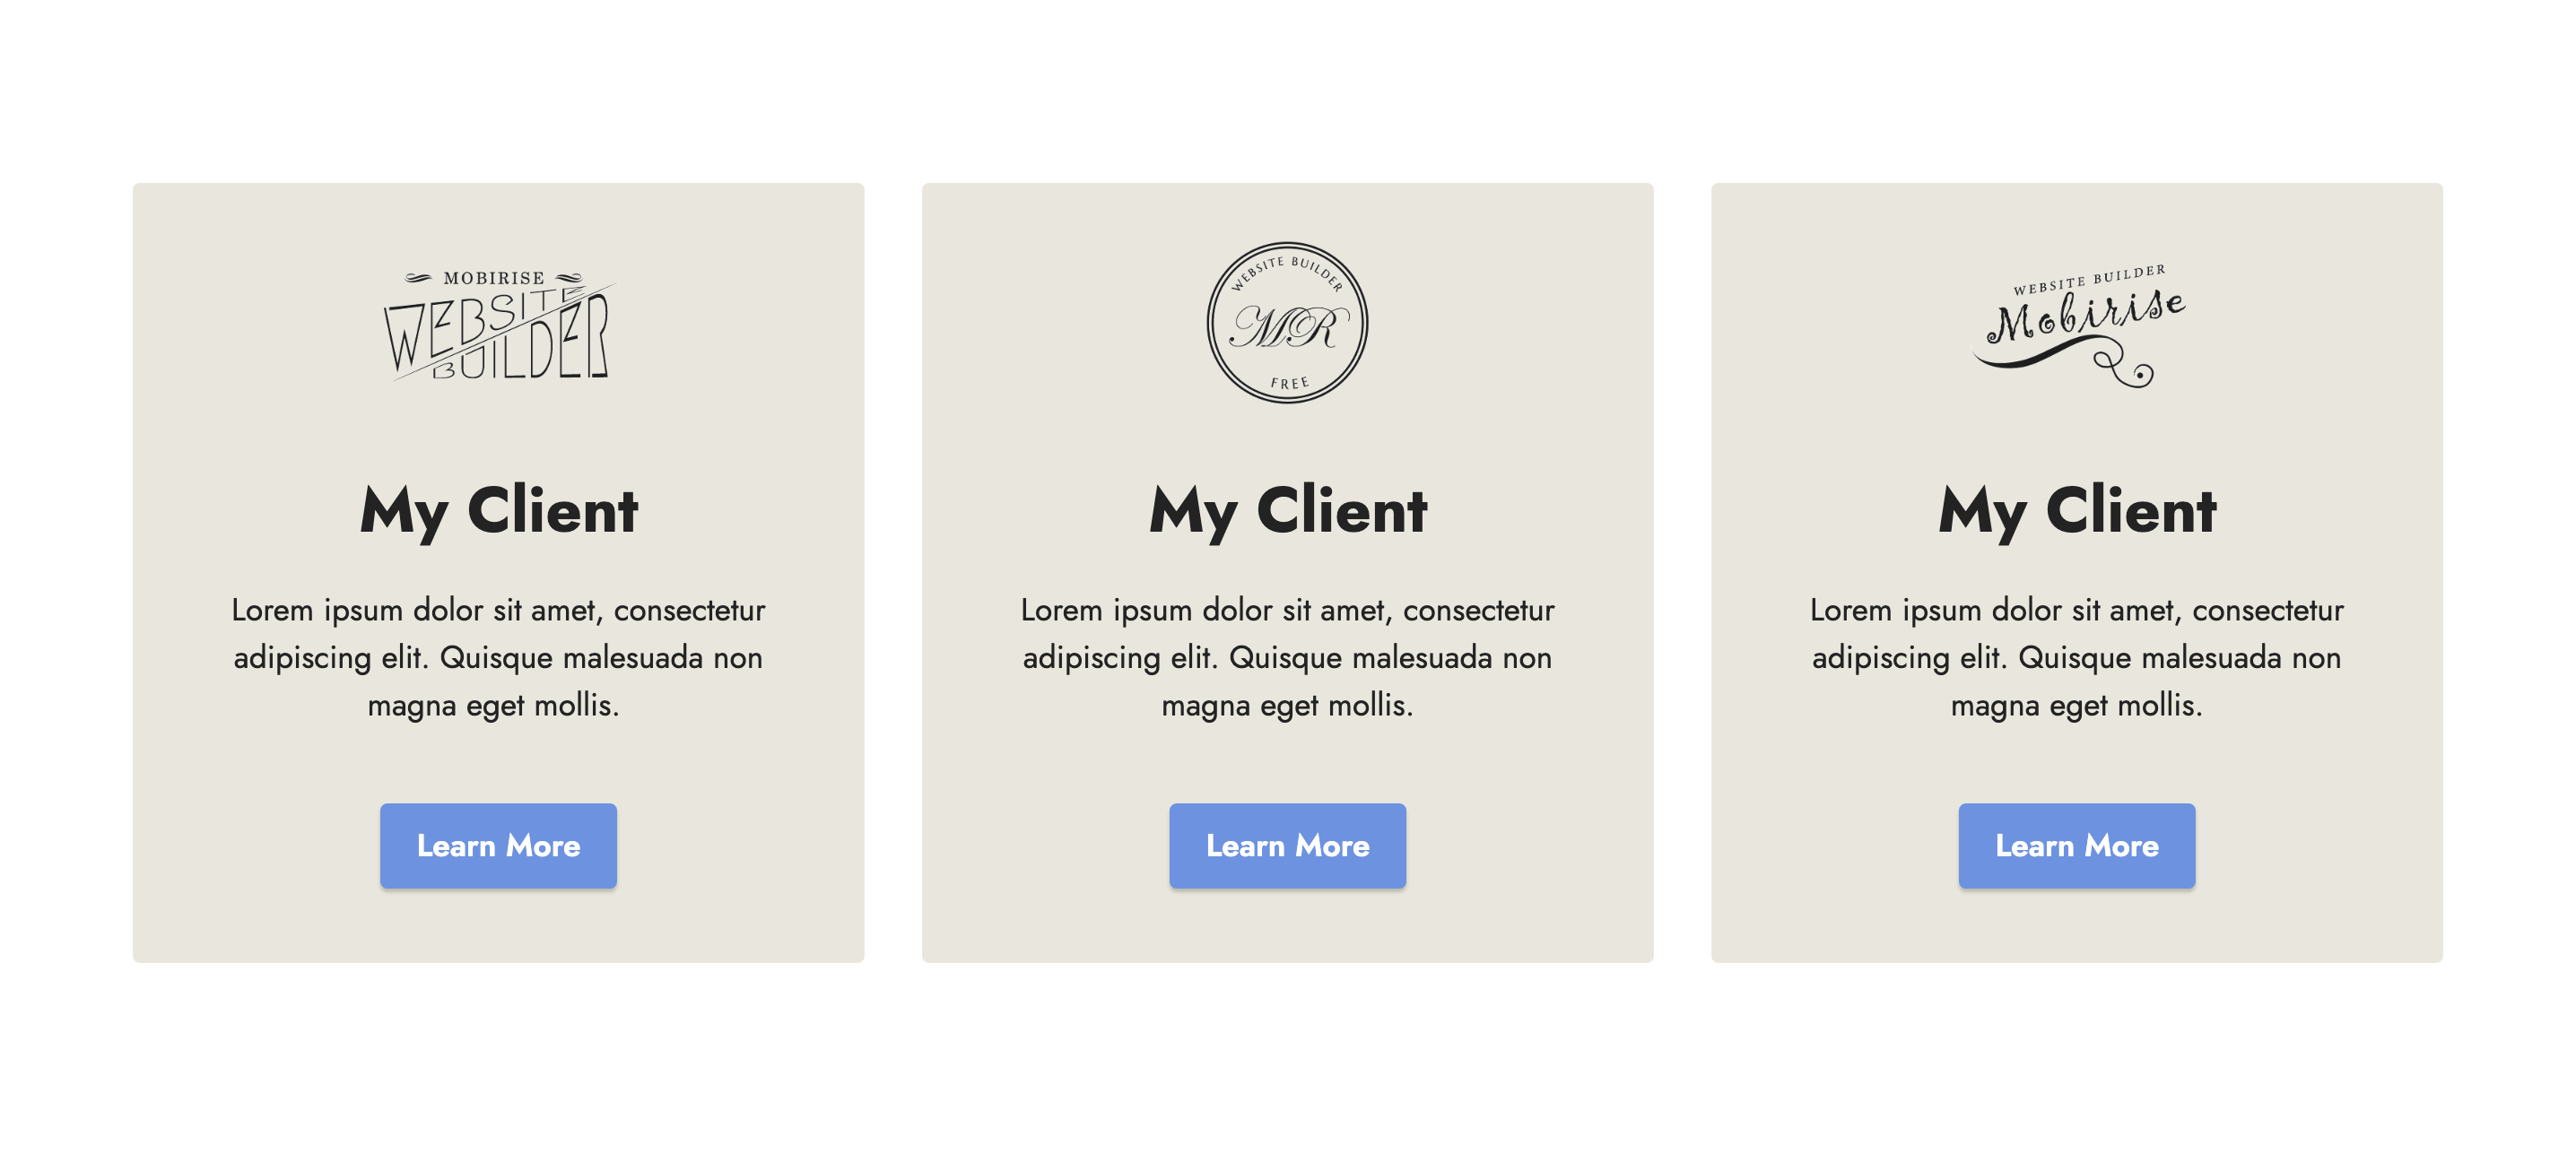 MOBIRISE
WEBSITE
BUILDER
My Client
Lorem ipsum dolor sit amet, consectetur
adipiscing elit. Quisque malesuada non
magna eget mollis.
Learn More
WEBSITE BUILDER
MR
FREE
My Client
Lorem ipsum dolor sit amet, consectetur
adipiscing elit. Quisque malesuada non
magna eget mollis.
Learn More
WEBSITE BUILDER
Mobirise
My Client
Lorem ipsum dolor sit amet, consectetur
adipiscing elit. Quisque malesuada non
magna eget mollis.
Learn More